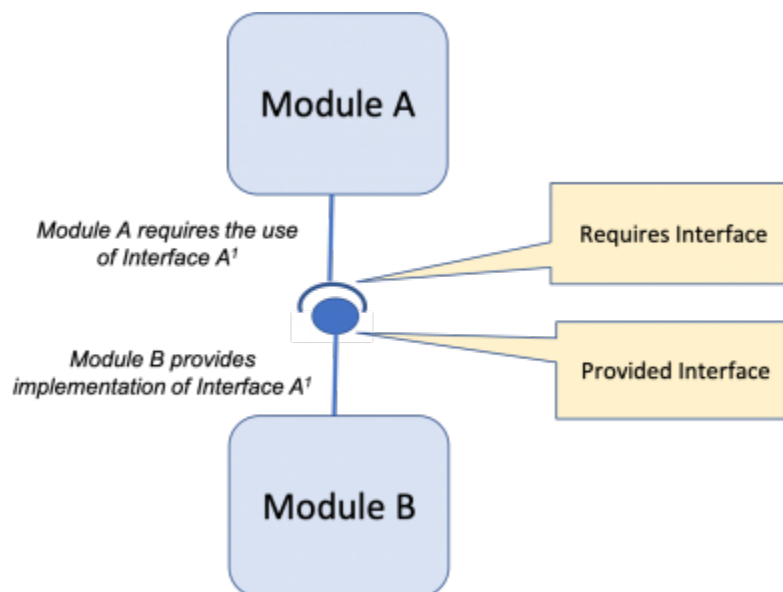 Module A
Module A requires the use
of Interface A¹
Requires Interface
Module B provides
implementation of Interface A¹
Provided Interface
Module B